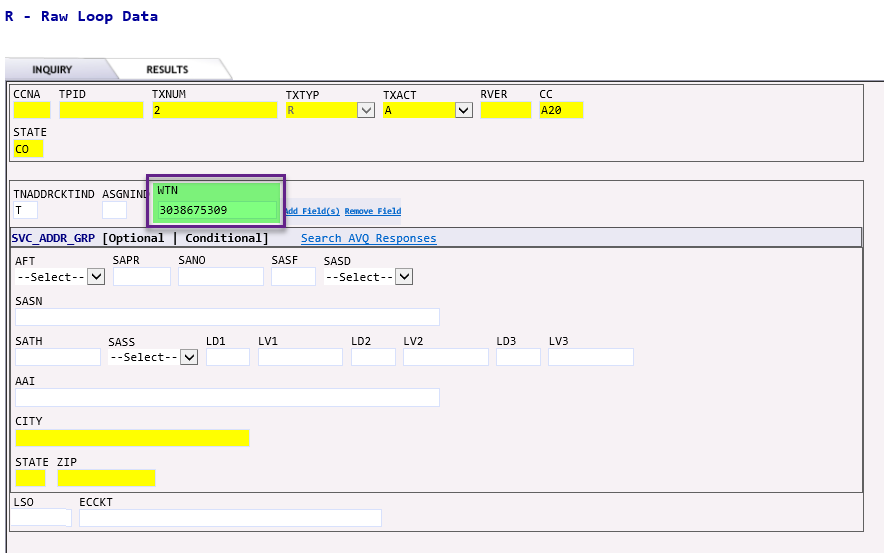 R - Raw Loop Data
INQUIRY RESULTS
CCNA TPID TXNUM TXTYP TXACT RVER CC
2 R A A20
STATE
CO
TNADDRCKTIND ASGNIND WTN
T 3038675309 Add Field(s) Remove Field
SVC_ADDR_GRP [Optional | Conditional] Search AVQ Responses
AFT SAPR SANO SASF SASD
--Select-- --Select--
SASN
SATH SASS LD1 LV1 LD2 LV2 LD3 LV3
--Select--
AAI
CITY
STATE ZIP
LSO ECCKT